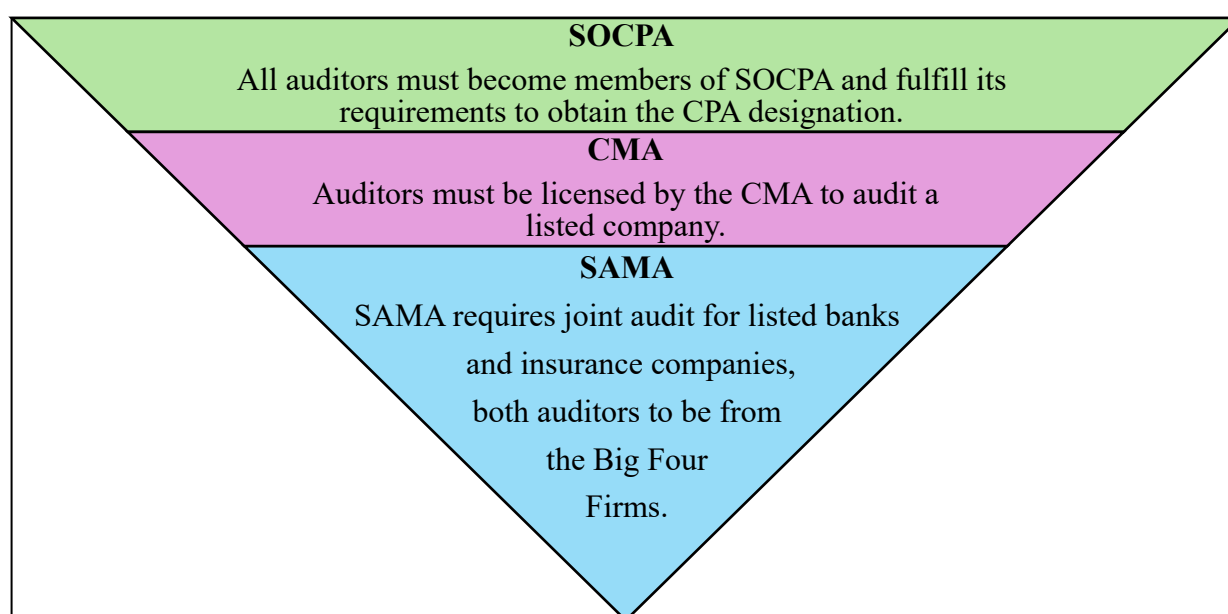 SOCPA
All auditors must become members of SOCPA and fulfill its
requirements to obtain the CPA designation.
CMA
Auditors must be licensed by the CMA to audit a
listed company.
SAMA
SAMA requires joint audit for listed banks
and insurance companies,
both auditors to be from
the Big Four
Firms.